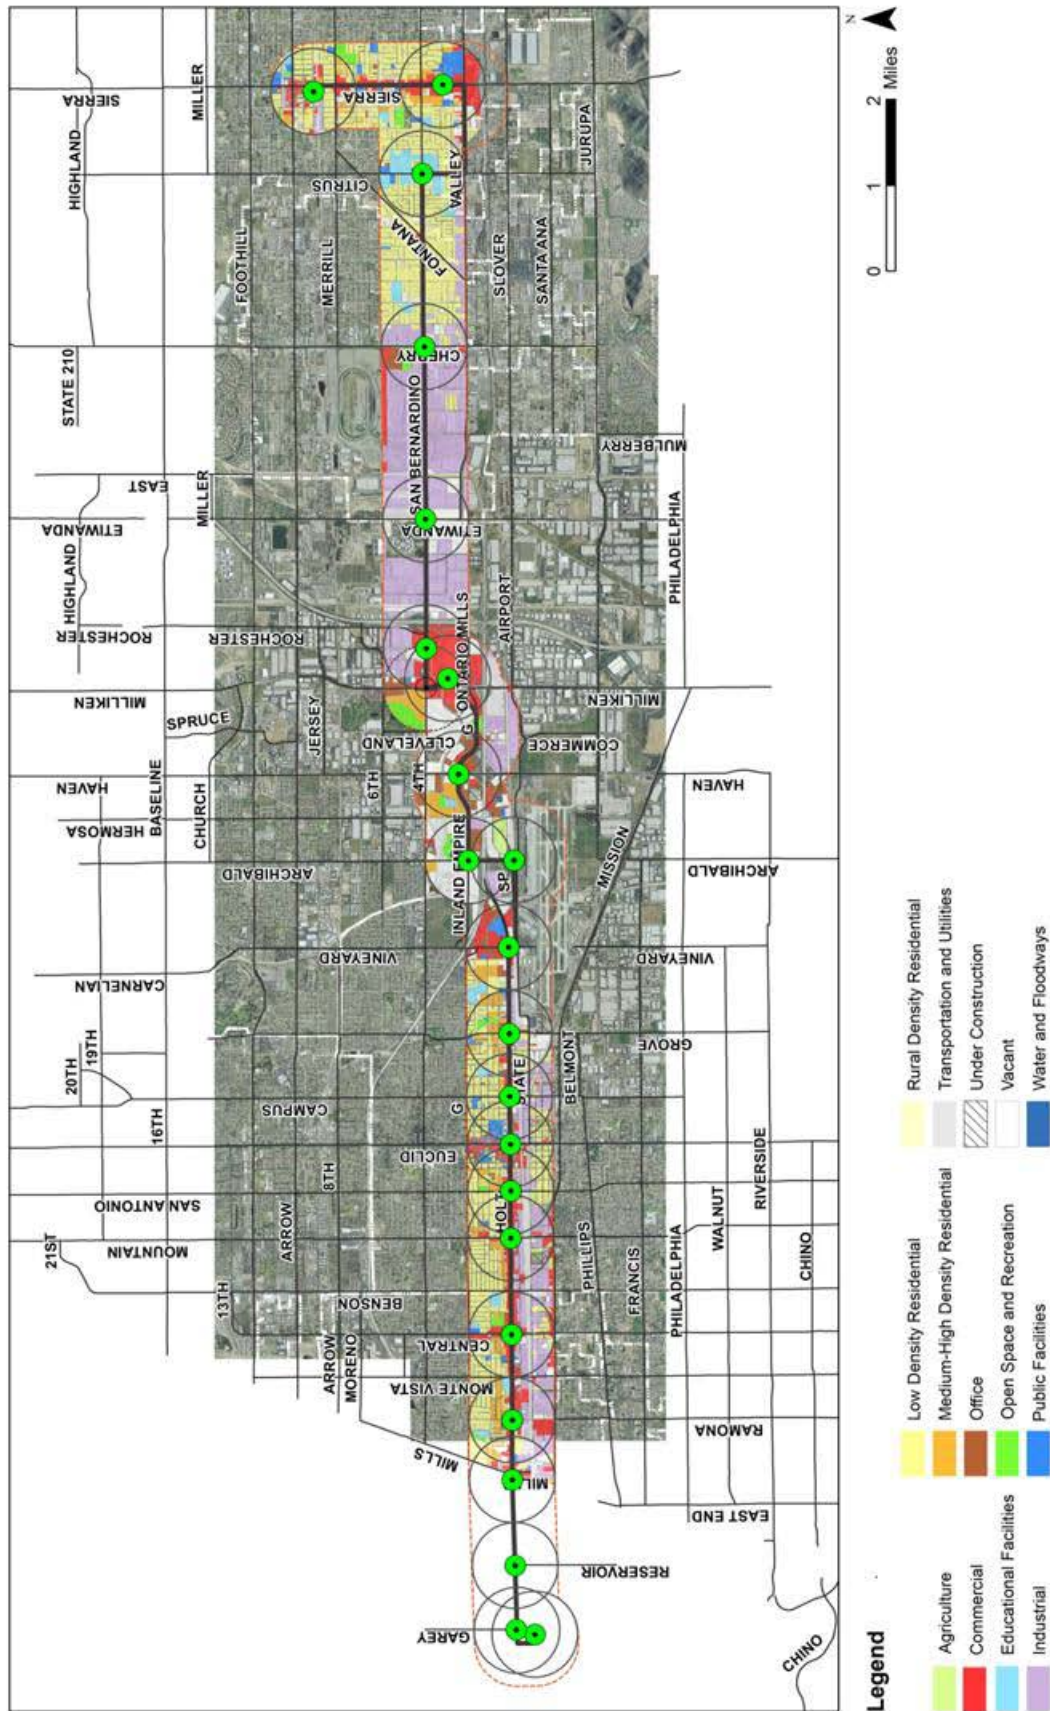 SIERRA
HIGHLAND
MILLER
FOOTHILL
MERRILL
CITRUS
FONTANA
SIERRA
VALLEY
SLOVER
SANTA ANA
JURUPA
STATE 210
CHERRY
SAN BERNARDINO
EAST
ETIWANDA
HIGHLAND
MILLER
ETIWANDA
MULBERRY
PHILADELPHIA
ROCHESTER
ROCHESTER
ONTARIO MILLS
AIRPORT
MILLIKEN
SPRUCE
JERSEY
CLEVELAND
G
COMMERCE
MILLIKEN
HAVEN
HERMOSA
BASELINE
CHURCH
6TH
4TH
HAVEN
ARCHIBALD
INLAND EMPIRE
SP
MISSION
ARCHIBALD
CARNELIAN
VINEYARD
VINEYARD
20TH
19TH
16TH
CAMPUS
G
STATE
BELMONT
GROVE
EUCLID
8TH
SAN ANTONIO
MOUNTAIN
21ST
ARROW
HOLT
PHILLIPS
FRANCIS
PHILADELPHIA
WALNUT
RIVERSIDE
CHINO
13TH
BENSON
ARROW
MORENO
CENTRAL
MONTE VISTA
RAMONA
MILLS
MILLS
EAST END
RESERVOIR
GAREY
CHINO
N
0 1 2 Miles
Legend
Agriculture
Commercial
Educational Facilities
Industrial
Low Density Residential
Medium-High Density Residential
Office
Open Space and Recreation
Public Facilities
Rural Density Residential
Transportation and Utilities
Under Construction
Vacant
Water and Floodways